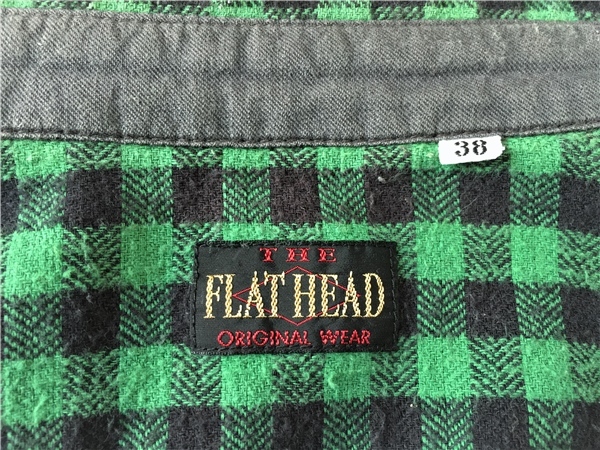 38
THE
FLAT HEAD
ORIGINAL WEAR